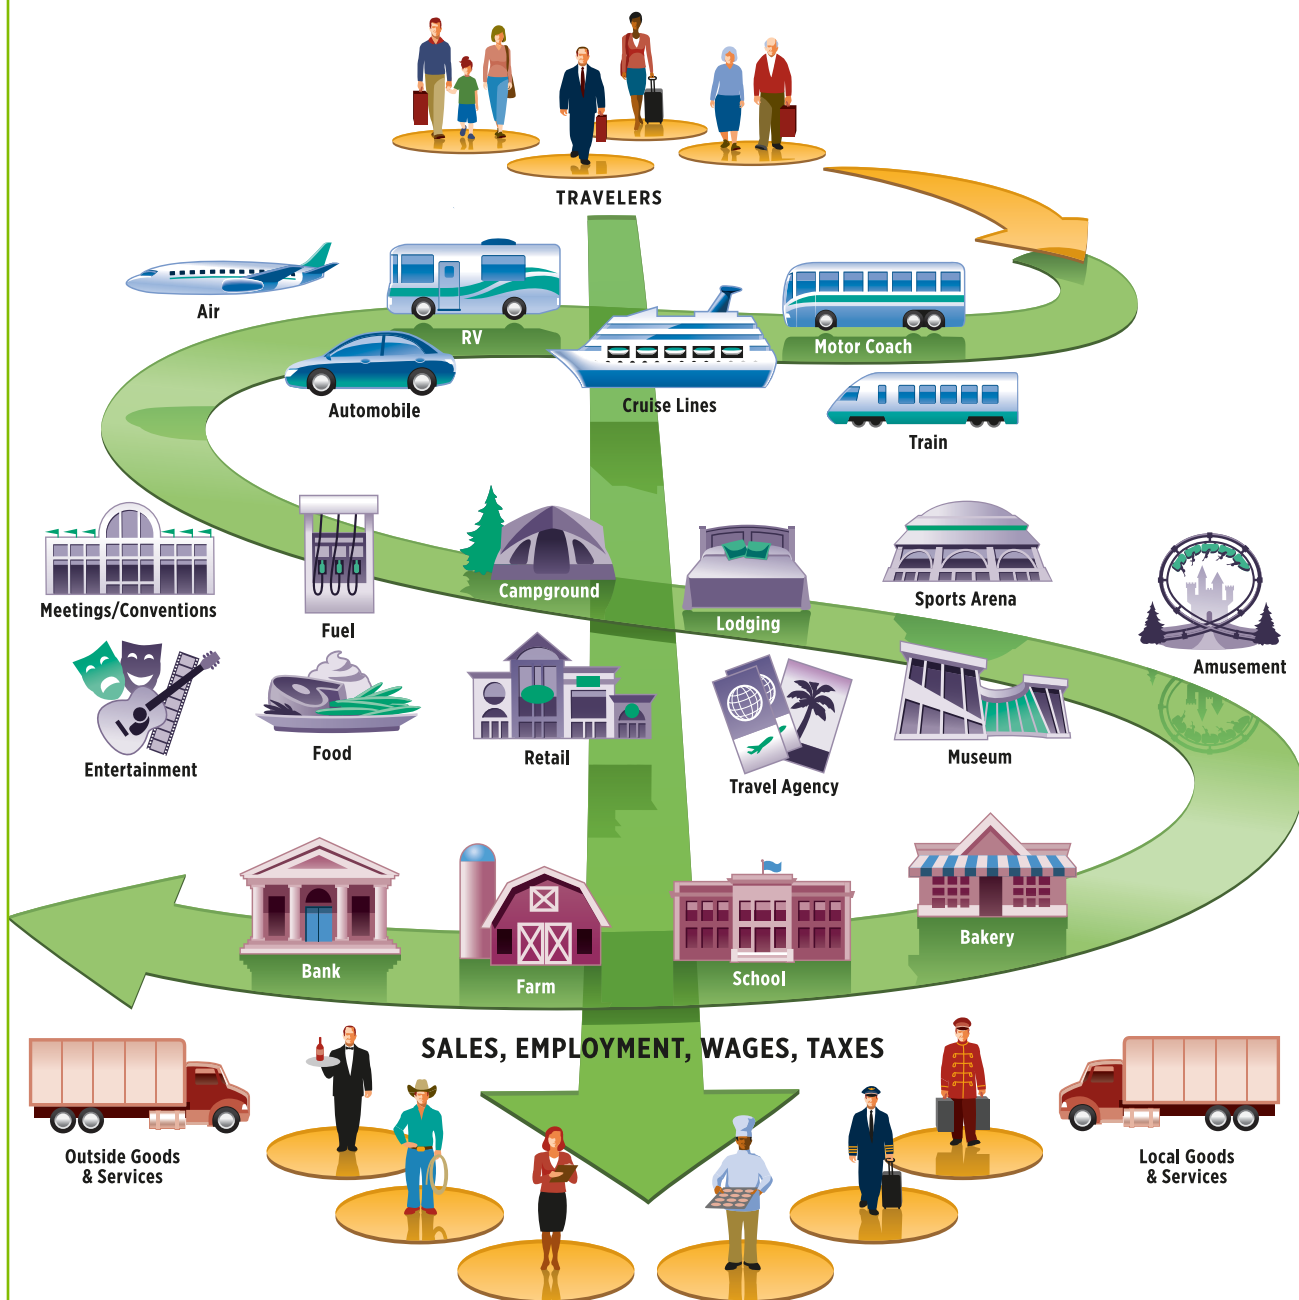 TRAVELERS
Air
RV
Motor Coach
Automobile
Cruise Lines
Train
Meetings/Conventions
Fuel
Campground
Lodging
Sports Arena
Amusement
Entertainment
Food
Retail
Travel Agency
Museum
Bank
Farm
School
Bakery
SALES, EMPLOYMENT, WAGES, TAXES
Outside Goods
& Services
Local Goods
& Services